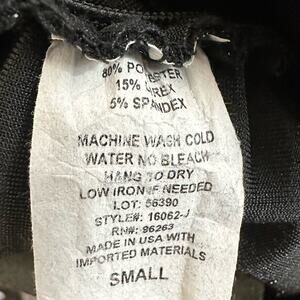 80% POLYESTER
15% LUREX
5% SPANDEX
MACHINE WASH COLD
WATER NO BLEACH
HANG TO DRY
LOW IRON IF NEEDED
LOT: 56390
STYLE#: 16062-J
RN#: 96263
MADE IN USA WITH
IMPORTED MATERIALS
SMALL